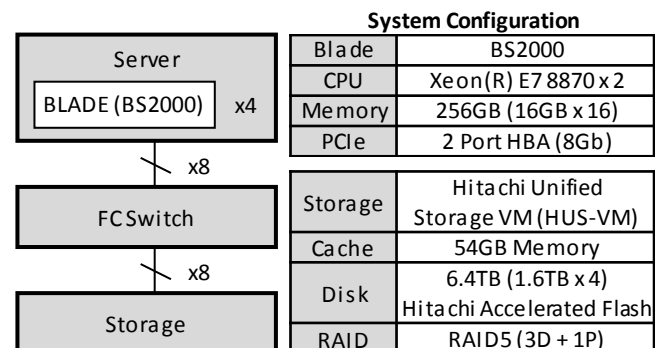 System Configuration
Server
BLADE (BS2000) x4
x8
FC Switch
x8
Storage
Blade BS2000
CPU Xeon(R) E7 8870 x 2
Memory 256GB (16GB x 16)
PCIe 2 Port HBA (8Gb)
Storage Hitachi Unified
Storage VM (HUS-VM)
Cache 54GB Memory
Disk 6.4TB (1.6TB x 4)
Hitachi Accelerated Flash
RAID RAID5 (3D + 1P)